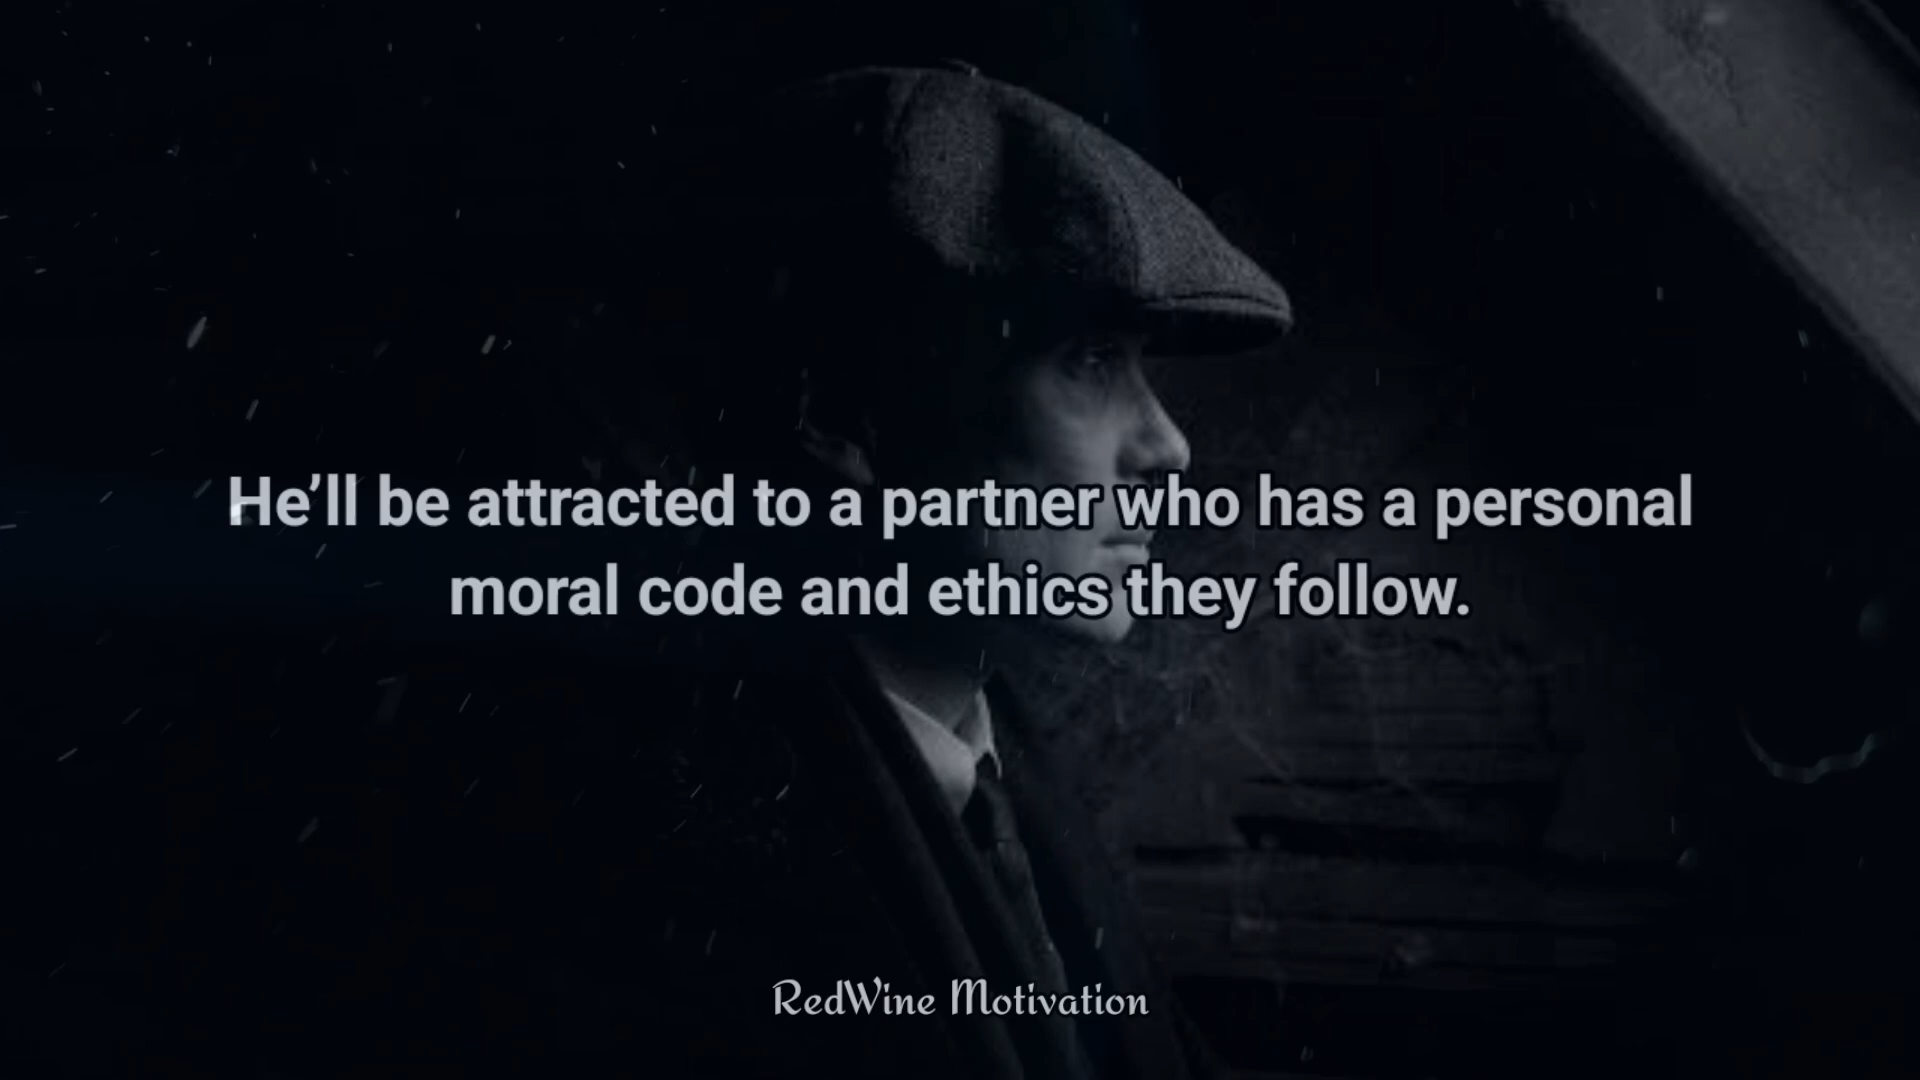 He’ll be attracted to a partner who has a personal
moral code and ethics they follow.
RedWine Motivation